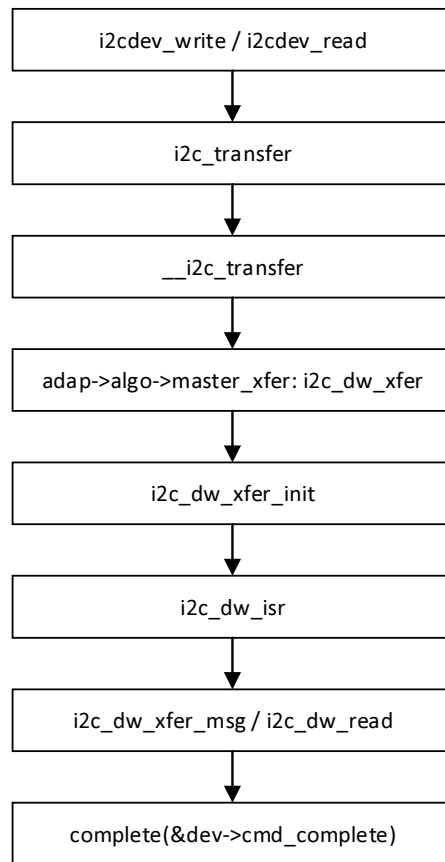 i2cdev_write / i2cdev_read
i2c_transfer
__i2c_transfer
adap->algo->master_xfer: i2c_dw_xfer
i2c_dw_xfer_init
i2c_dw_isr
i2c_dw_xfer_msg / i2c_dw_read
complete(&dev->cmd_complete)